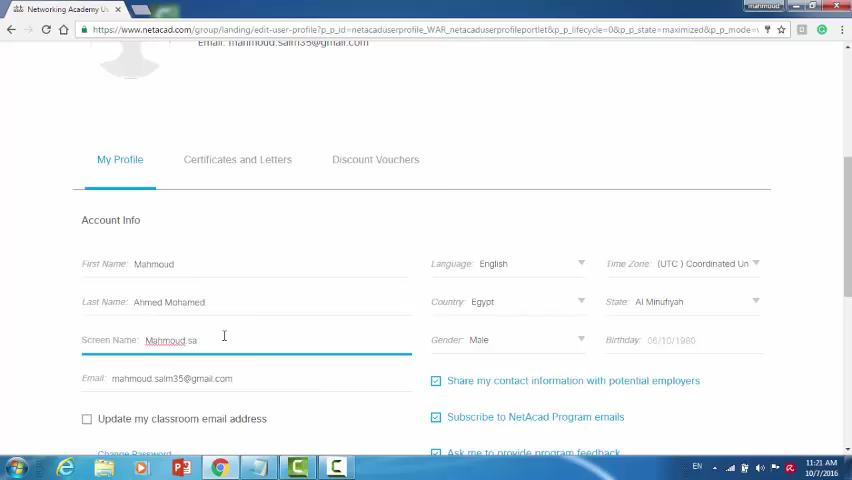 Networking Academy Us
mahmoud
https://www.netacad.com/group/landing/edit-user-profile?p_p_id=netacaduserprofile_WAR_netacaduserprofileportlet&p_p_lifecycle=0&p_p_state=maximized&p_p_mode=v
Email: mahmoud.salm35@gmail.com
My Profile Certificates and Letters Discount Vouchers
Account Info
First Name: Mahmoud Language: English Time Zone: (UTC ) Coordinated Un
Last Name: Ahmed Mohamed Country: Egypt State: Al Minufiyah
Screen Name: Mahmoud.sa Gender: Male Birthday: 06/10/1980
Email: mahmoud.salm35@gmail.com Share my contact information with potential employers
Update my classroom email address Subscribe to NetAcad Program emails
Change Password Ask me to provide program feedback
EN 11:21 AM
10/7/2016